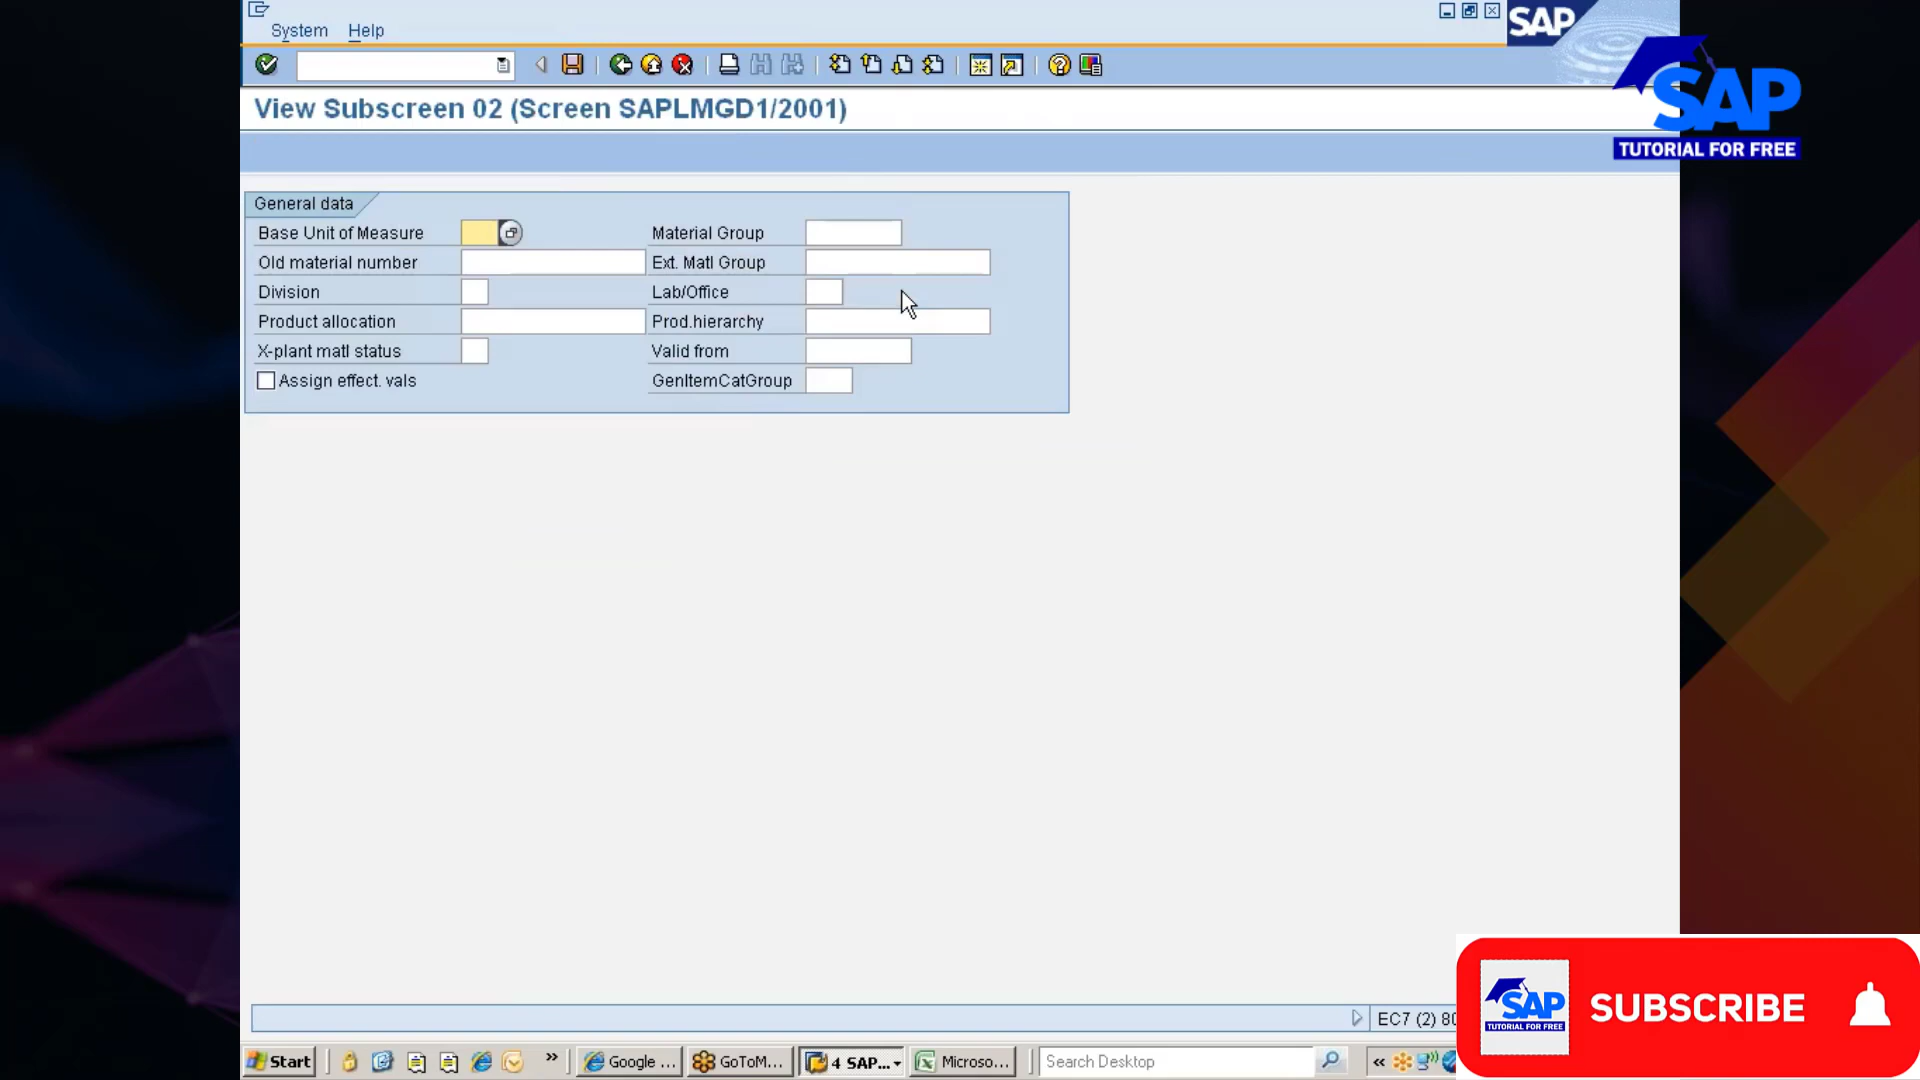 System Help
SAP
View Subscreen 02 (Screen SAPLMGD1/2001)
SAP
TUTORIAL FOR FREE
General data
Base Unit of Measure Material Group
Old material number Ext. Matl Group
Division Lab/Office
Product allocation Prod.hierarchy
X-plant matl status Valid from
Assign effect. vals GenItemCatGroup
EC7 (2) 80
SAP
TUTORIAL FOR FREE
SUBSCRIBE
Start » Google ... GoToM... 4 SAP... Microso... Search Desktop «